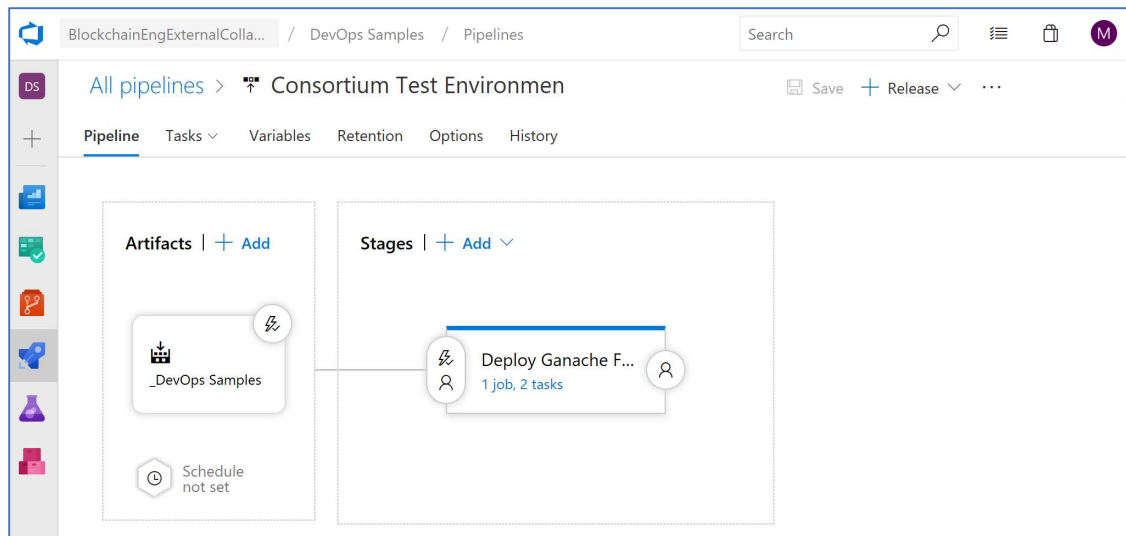 BlockchainEngExternalColla... / DevOps Samples / Pipelines
Search
M
DS
All pipelines > Consortium Test Environmen
Save + Release ...
Pipeline Tasks Variables Retention Options History
Artifacts | + Add
Stages | + Add
_DevOps Samples
Deploy Ganache F...
1 job, 2 tasks
Schedule
not set